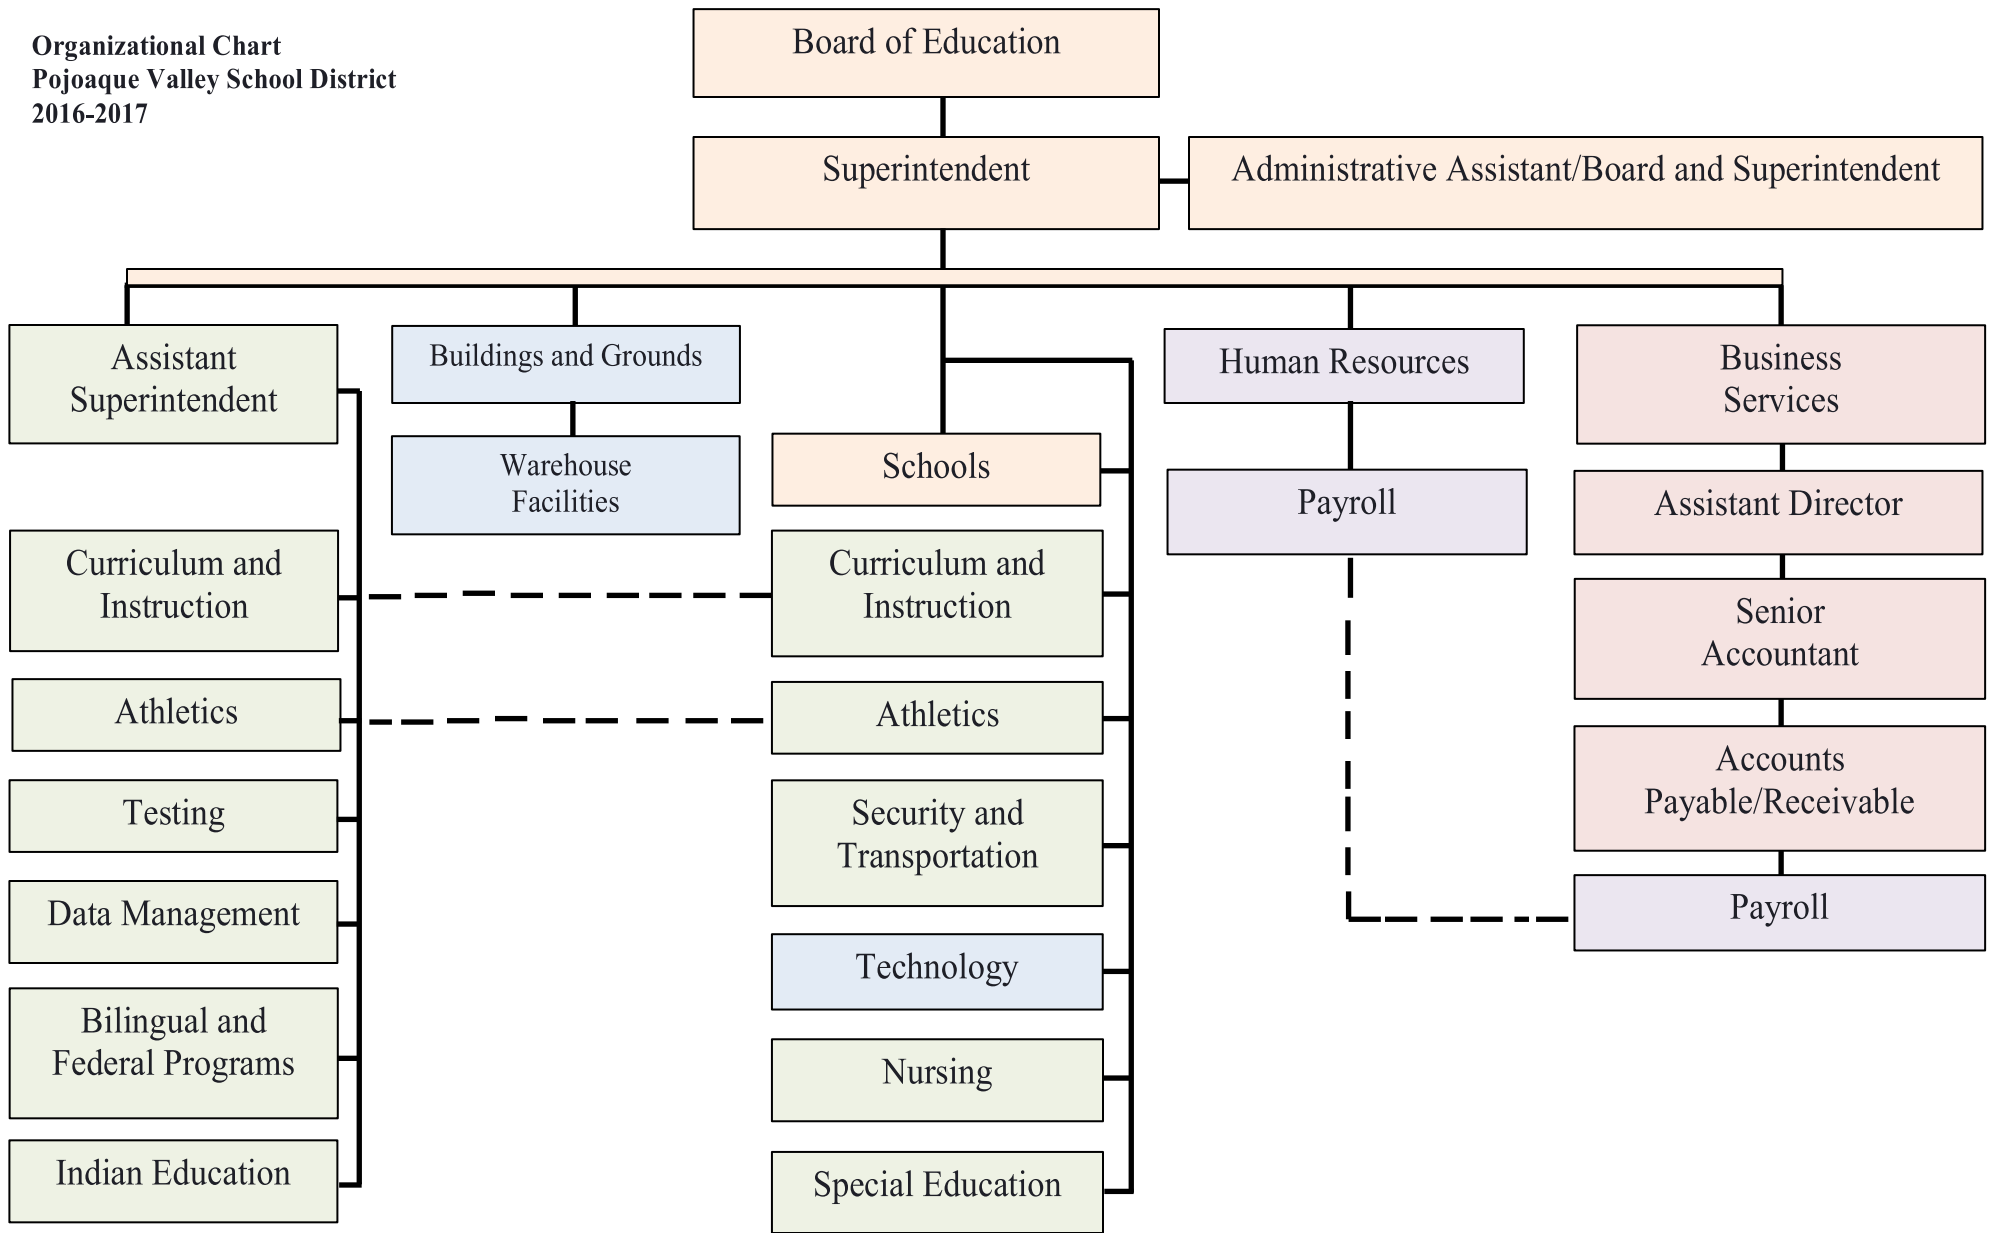 Organizational Chart
Pojoaque Valley School District
2016-2017
Board of Education
Superintendent
Administrative Assistant/Board and Superintendent
Assistant
Superintendent
Curriculum and
Instruction
Athletics
Testing
Data Management
Bilingual and
Federal Programs
Indian Education
Buildings and Grounds
Warehouse
Facilities
Schools
Curriculum and
Instruction
Athletics
Security and
Transportation
Technology
Nursing
Special Education
Human Resources
Payroll
Business
Services
Assistant Director
Senior
Accountant
Accounts
Payable/Receivable
Payroll